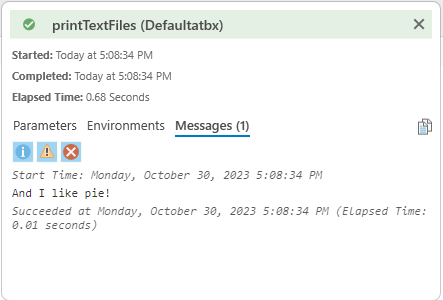 printTextFiles (Defaultatbx)
Started: Today at 5:08:34 PM
Completed: Today at 5:08:34 PM
Elapsed Time: 0.68 Seconds
Parameters Environments Messages (1)
Start Time: Monday, October 30, 2023 5:08:34 PM
And I like pie!
Succeeded at Monday, October 30, 2023 5:08:34 PM (Elapsed Time:
0.01 seconds)